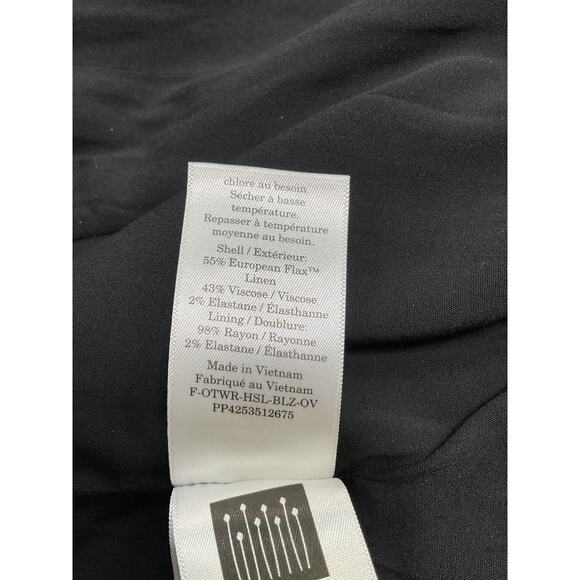 chlore au besoin.
Sécher à basse
température.
Repasser à température
moyenne au besoin.
Shell / Extérieur:
55% European Flax™
Linen
43% Viscose / Viscose
2% Elastane / Élasthanne
Lining / Doublure:
98% Rayon / Rayonne
2% Elastane / Élasthanne
Made in Vietnam
Fabriqué au Vietnam
F-OTWR-HSL-BLZ-OV
PP4253512675